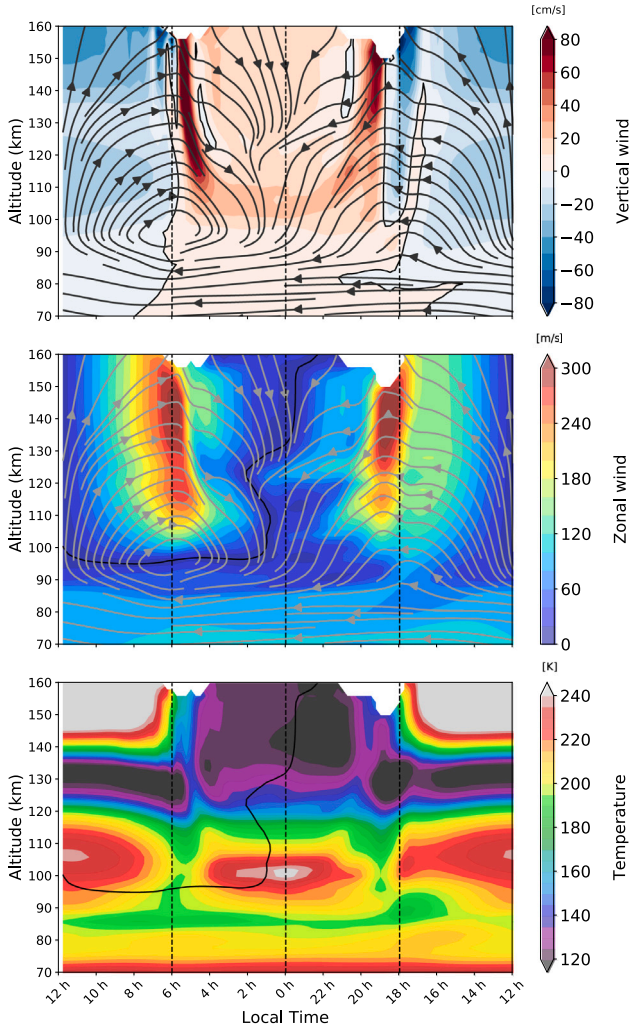 [cm/s]
160
150
140
130
120
110
100
90
80
70
Altitude (km)
80
60
40
20
0
−20
−40
−60
−80
Vertical wind
[m/s]
160
150
140
130
120
110
100
90
80
70
Altitude (km)
300
240
180
120
60
0
Zonal wind
[K]
160
150
140
130
120
110
100
90
80
70
Altitude (km)
240
220
200
180
160
140
120
Temperature
12 h
10 h
8 h
6 h
4 h
2 h
0 h
22 h
20 h
18 h
16 h
14 h
12 h
Local Time